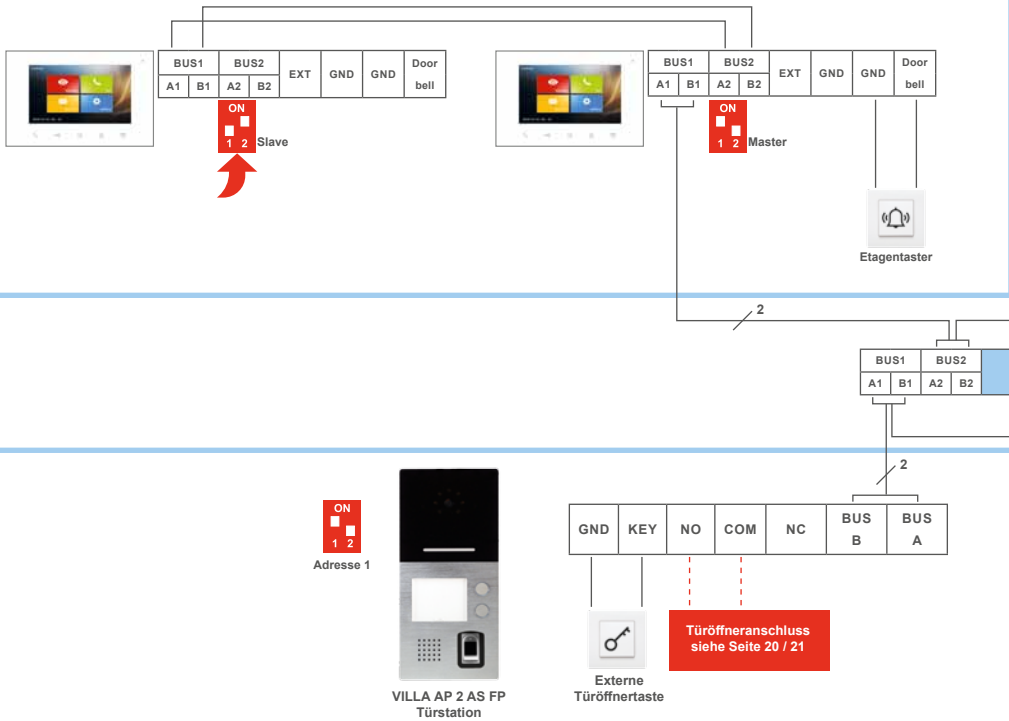 BUS1 BUS2 EXT GND GND Door bell
A1 B1 A2 B2
ON
1 2
Slave
BUS1 BUS2 EXT GND GND Door bell
A1 B1 A2 B2
ON
1 2
Master
Etagentaster
2
BUS1 BUS2
A1 B1 A2 B2
2
ON
1 2
Adresse 1
GND KEY NO COM NC BUS B BUS A
Türöffneranschluss
siehe Seite 20 / 21
Externe
Türöffnertaste
VILLA AP 2 AS FP
Türstation